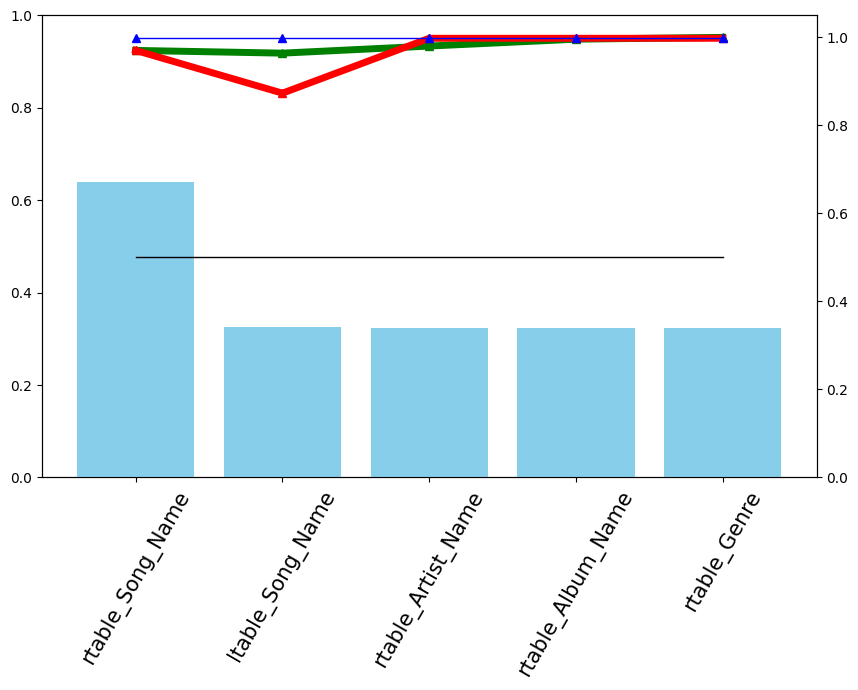 1.0
0.8
0.6
0.4
0.2
0.0
1.0
0.8
0.6
0.4
0.2
0.0
rtable_Song_Name
ltable_Song_Name
rtable_Artist_Name
rtable_Album_Name
rtable_Genre